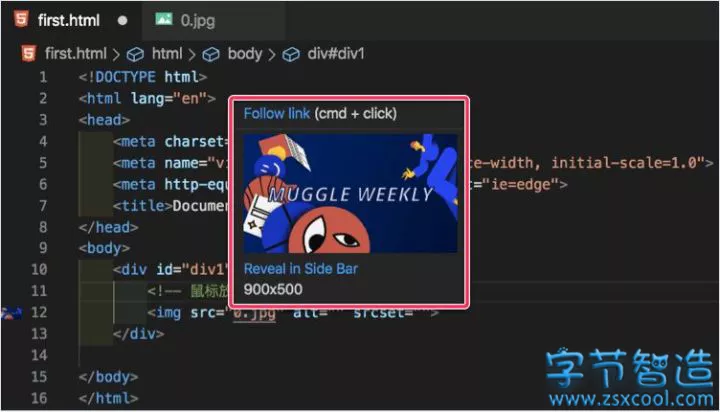 first.html
0.jpg
first.html > html > body > div#div1
1 <!DOCTYPE html>
2 <html lang="en">
3 <head>
4 <meta charset=
Follow link (cmd + click)
5 <meta name="v ce-width, initial-scale=1.0">
6 <meta http-equ t="ie=edge">
7 <title>Documen
MUGGLE WEEKLY
8 </head>
9 <body>
10 <div id="div1"
Reveal in Side Bar
11 <!-- 鼠标放
900x500
12 <img src="0.jpg" alt="" srcset="">
13 </div>
14
15 </body>
16 </html>
字节智造
www.zsxcool.com